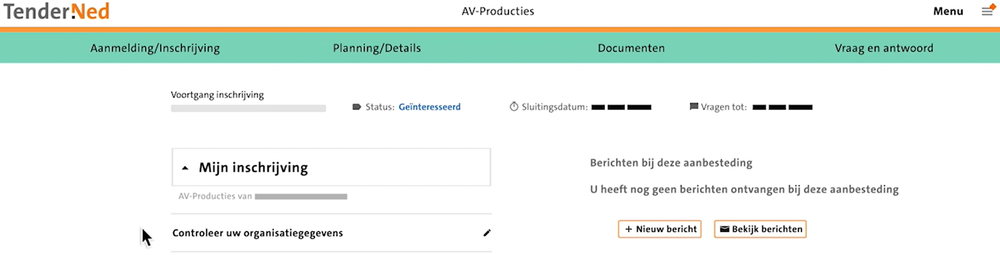 TenderNed
AV-Producties
Menu
Aanmelding/Inschrijving
Planning/Details
Documenten
Vraag en antwoord
Voortgang inschrijving
Status: Geïnteresseerd
Sluitingsdatum:
Vragen tot:
Mijn inschrijving
AV-Producties van
Controleer uw organisatiegegevens
Berichten bij deze aanbesteding
U heeft nog geen berichten ontvangen bij deze aanbesteding
+ Nieuw bericht
Bekijk berichten